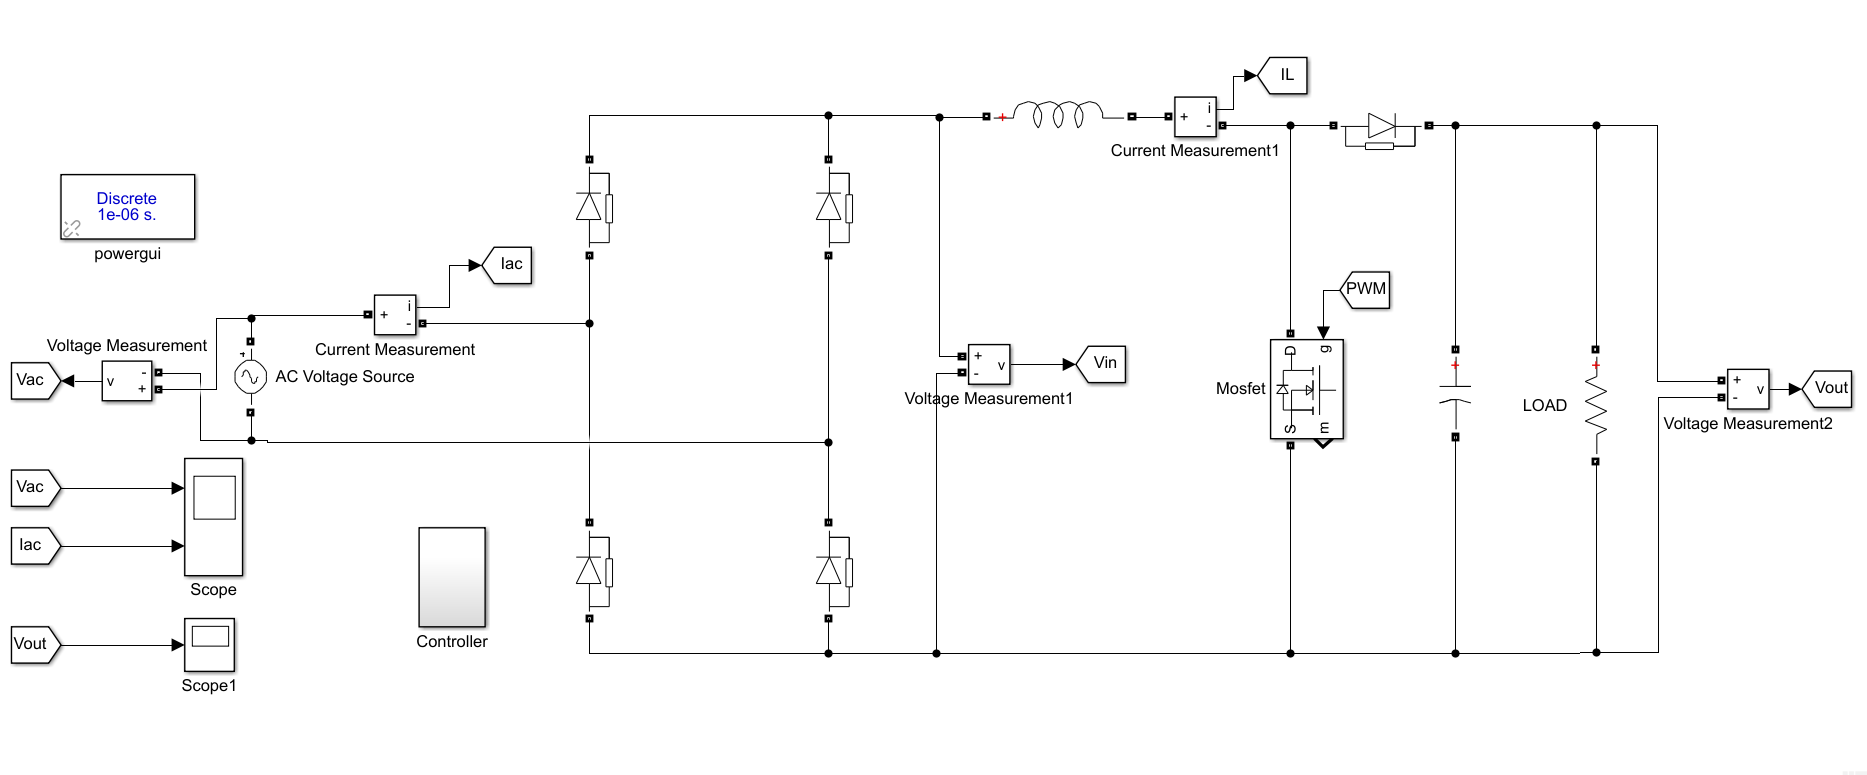 IL
i
+
-
Current Measurement1
Discrete
1e-06 s.
powergui
Iac
i
+
-
Current Measurement
PWM
Voltage Measurement
Vac
v
-
+
+
AC Voltage Source
+
-
v
Vin
Voltage Measurement1
Mosfet
D
g
S
m
+
+
+
LOAD
+
-
v
Vout
Voltage Measurement2
Vac
Iac
Scope
Controller
Vout
Scope1